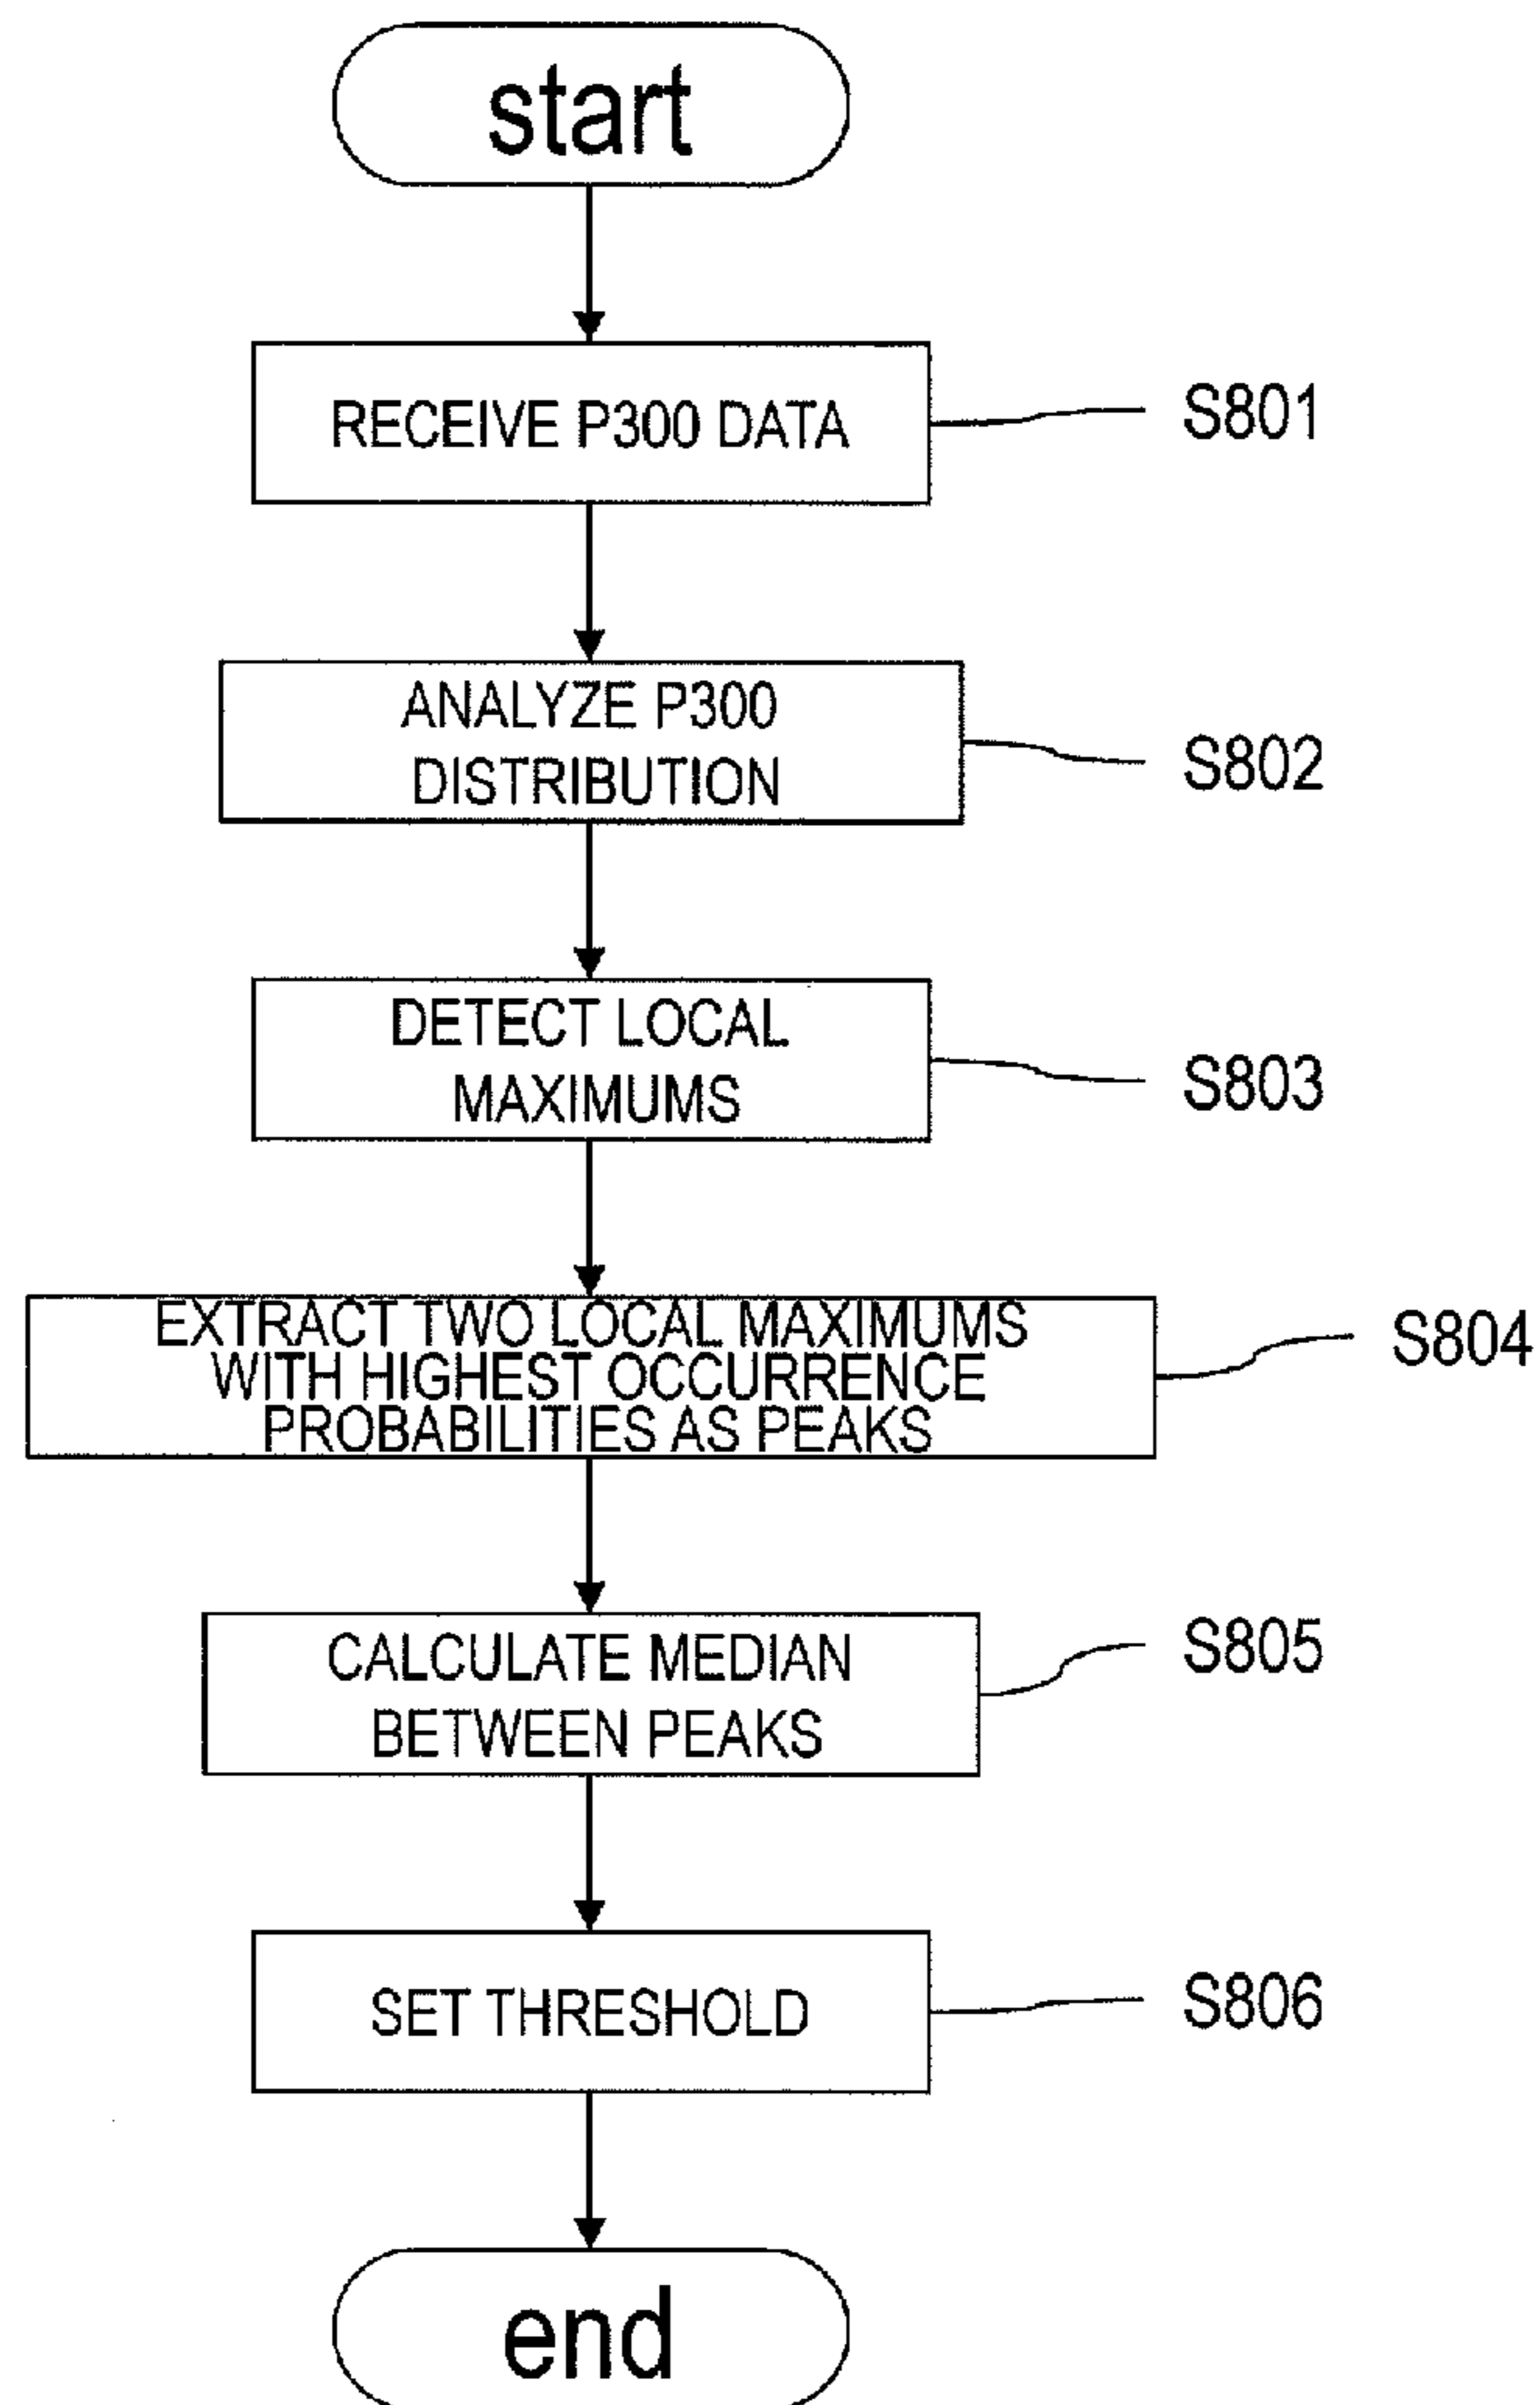 start
RECEIVE P300 DATA
S801
ANALYZE P300
DISTRIBUTION
S802
DETECT LOCAL
MAXIMUMS
S803
EXTRACT TWO LOCAL MAXIMUMS
WITH HIGHEST OCCURRENCE
PROBABILITIES AS PEAKS
S804
CALCULATE MEDIAN
BETWEEN PEAKS
S805
SET THRESHOLD
S806
end